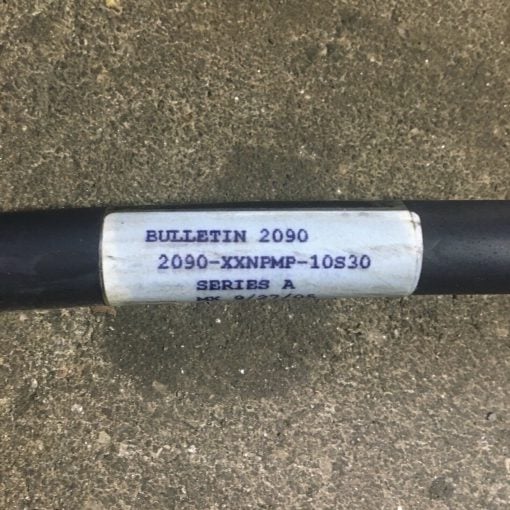 BULLETIN 2090
2090-XXNPMP-10S30
SERIES A